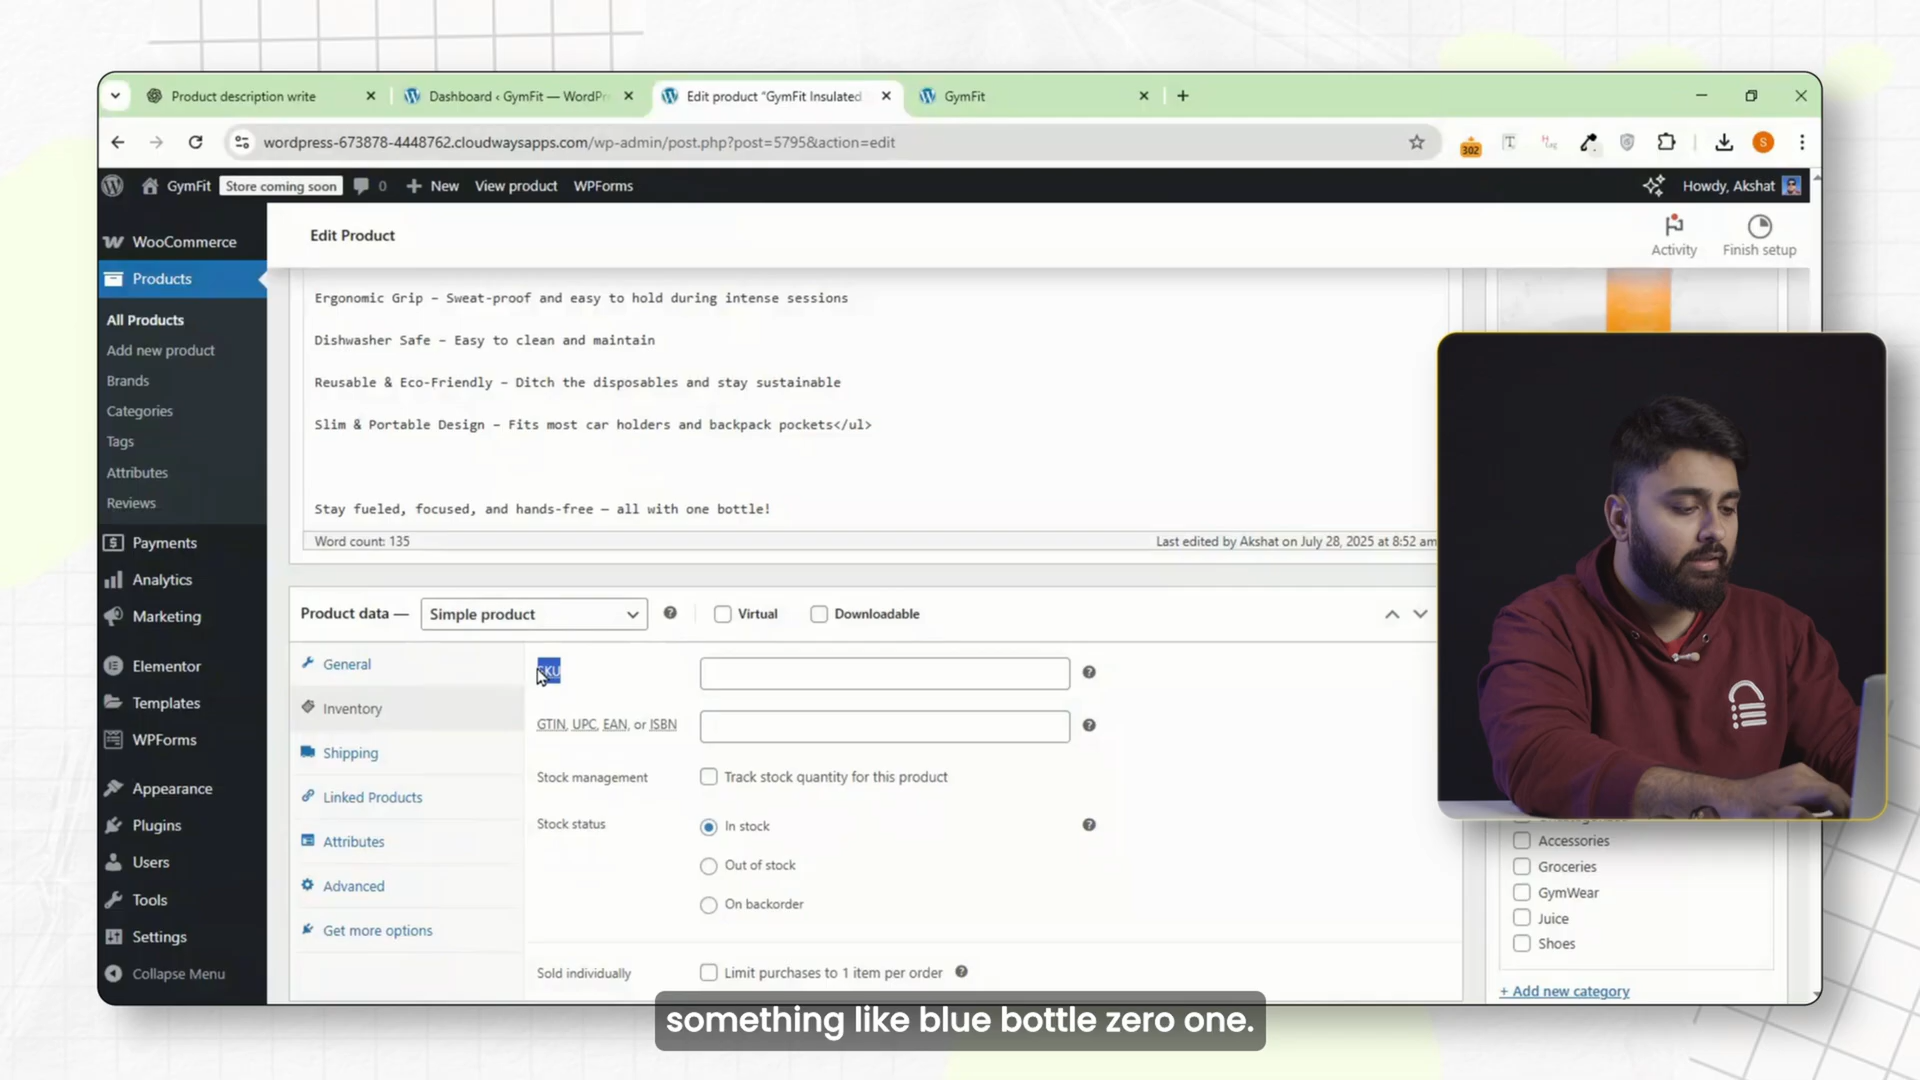 Product description write
Dashboard ‹ GymFit — WordPr
Edit product "GymFit Insulated
GymFit
wordpress-673878-4448762.cloudwaysapps.com/wp-admin/post.php?post=5795&action=edit
302
S
GymFit
Store coming soon
0
New
View product
WPForms
Howdy, Akshat
WooCommerce
Products
All Products
Add new product
Brands
Categories
Tags
Attributes
Reviews
Payments
Analytics
Marketing
Elementor
Templates
WPForms
Appearance
Plugins
Users
Tools
Settings
Collapse Menu
Edit Product
Activity
Finish setup
Ergonomic Grip – Sweat-proof and easy to hold during intense sessions
Dishwasher Safe – Easy to clean and maintain
Reusable & Eco-Friendly – Ditch the disposables and stay sustainable
Slim & Portable Design – Fits most car holders and backpack pockets</ul>
Stay fueled, focused, and hands-free — all with one bottle!
Word count: 135
Last edited by Akshat on July 28, 2025 at 8:52 am
Product data —
Simple product
Virtual
Downloadable
General
Inventory
Shipping
Linked Products
Attributes
Advanced
Get more options
SKU
GTIN, UPC, EAN, or ISBN
Stock management
Track stock quantity for this product
Stock status
In stock
Out of stock
On backorder
Sold individually
Limit purchases to 1 item per order
Accessories
Groceries
GymWear
Juice
Shoes
+ Add new category
something like blue bottle zero one.